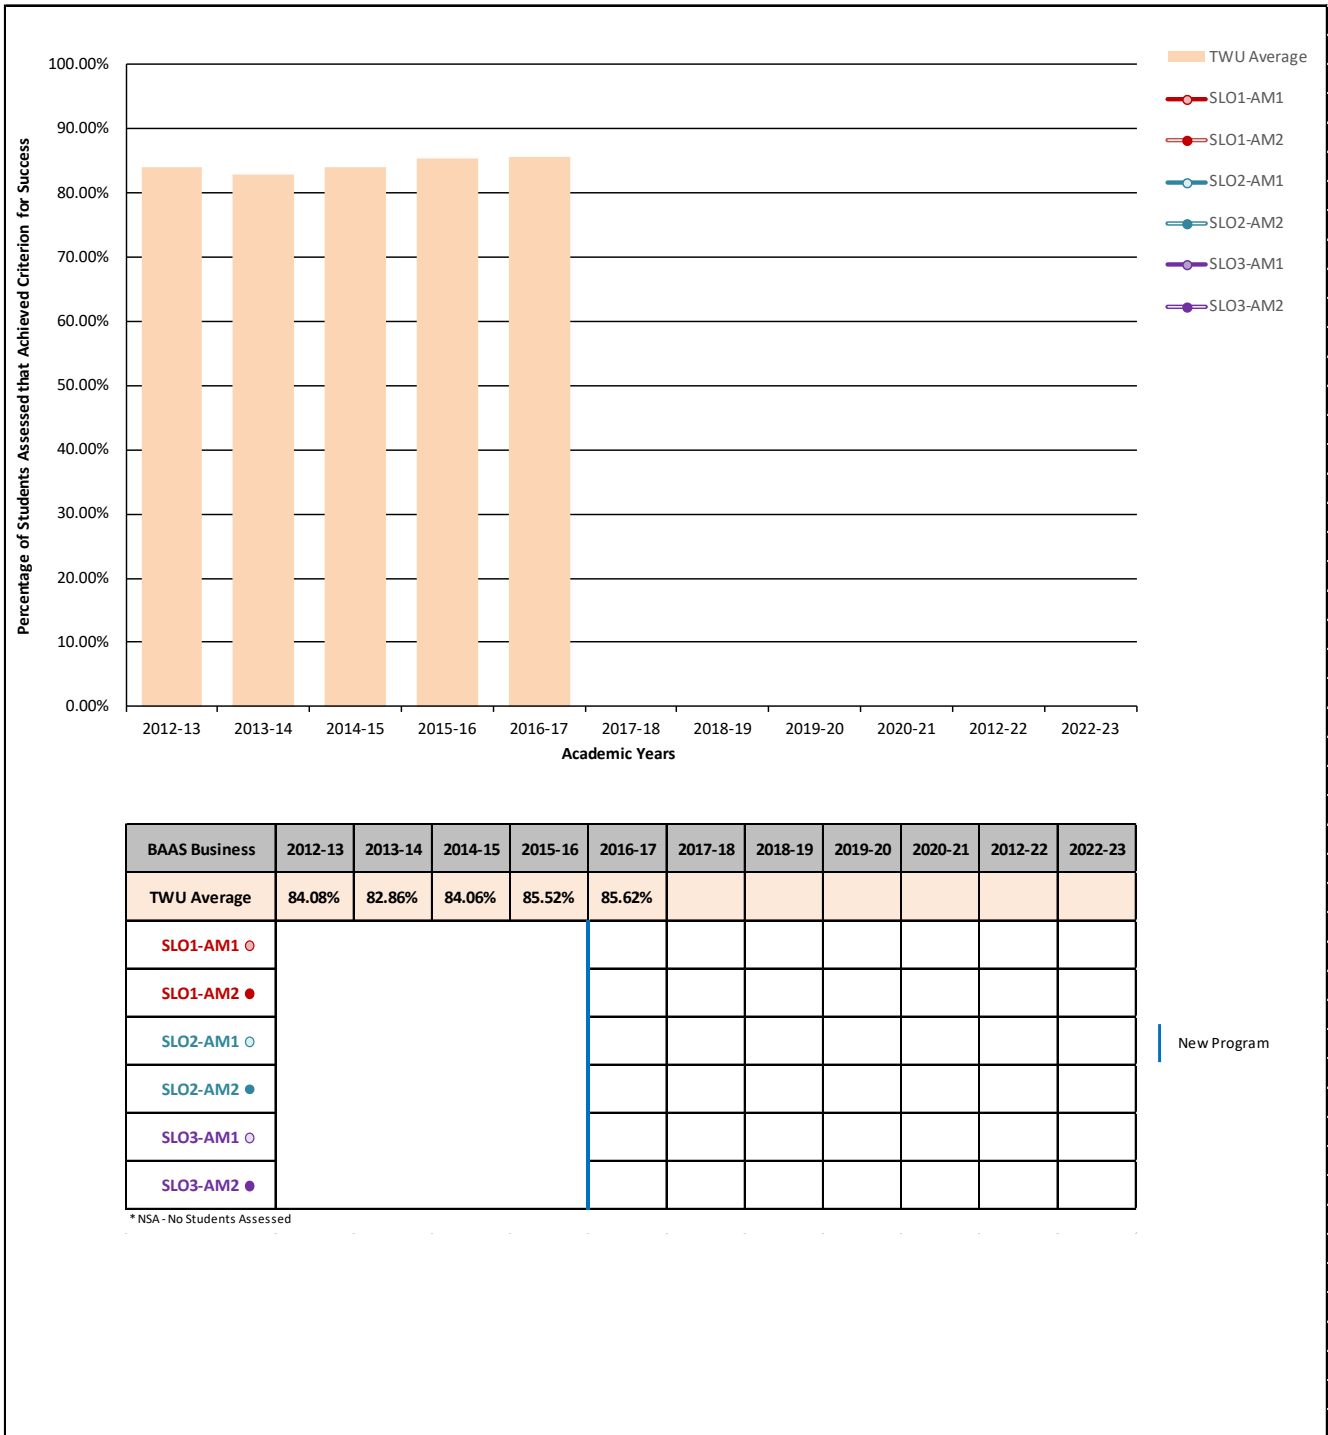 100.00%
90.00%
80.00%
70.00%
60.00%
50.00%
40.00%
30.00%
20.00%
10.00%
0.00%
Percentage of Students Assessed that Achieved Criterion for Success
2012-13 2013-14 2014-15 2015-16 2016-17 2017-18 2018-19 2019-20 2020-21 2012-22 2022-23
Academic Years
TWU Average
SLO1-AM1
SLO1-AM2
SLO2-AM1
SLO2-AM2
SLO3-AM1
SLO3-AM2
BAAS Business 2012-13 2013-14 2014-15 2015-16 2016-17 2017-18 2018-19 2019-20 2020-21 2012-22 2022-23
TWU Average 84.08% 82.86% 84.06% 85.52% 85.62%
SLO1-AM1
SLO1-AM2
SLO2-AM1
SLO2-AM2
SLO3-AM1
SLO3-AM2
New Program
* NSA - No Students Assessed